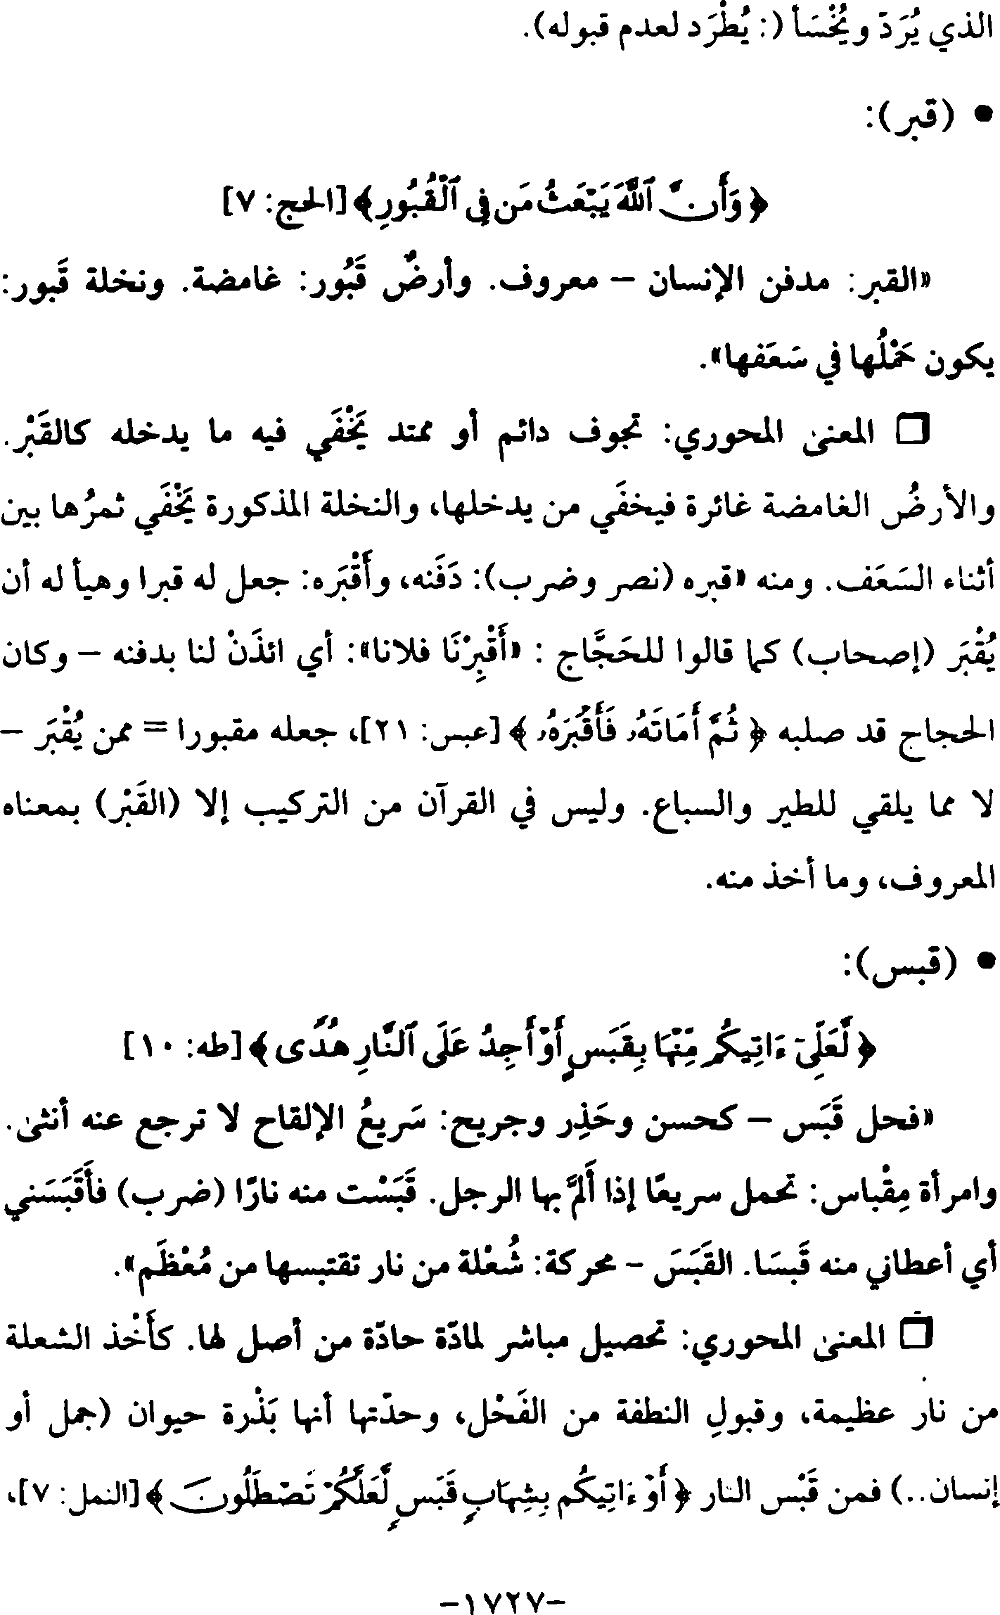 الذي يُرَدّ ويُخْسَأ (: يُطْرَد لعدم قبوله).
• (قبر):
﴿ وَأَنَّ ٱللَّهَ يَبْعَثُ مَن فِى ٱلْقُبُورِ﴾ [الحج: ٧]
«القبر: مدفن الإنسان – معروف. وأرضٌ قَبُور: غامضة. ونخلة قَبور:
يكون حَمْلُها في سَعَفها».
❒ المعنى المحوري: تجوف دائم أو ممتد يَخْفَي فيه ما يدخله كالقَبْر.
والأرضُ الغامضة غائرة فيخفَي من يدخلها، والنخلة المذكورة يَخْفَي ثمرُها بين
أثناء السَعَف. ومنه «قبره (نصر وضرب): دَفَنه، وأَقْبَره: جعل له قبرا وهيأ له أن
يُقْبَر (إصحاب) كما قالوا للحَجَّاج : «أَقْبِرْنَا فلانا»: أي ائذَنْ لنا بدفنه – وكان
الحجاج قد صلبه ﴿ ثُمَّ أَمَاتَهُۥ فَأَقْبَرَهُۥ ﴾ [عبس: ٢١]، جعله مقبورا = ممن يُقْبَر –
لا مما يلقي للطير والسباع. وليس في القرآن من التركيب إلا (القَبْر) بمعناه
المعروف، وما أخذ منه.
• (قبس):
﴿ لَّعَلِّىٓ ءَاتِيكُم مِّنْهَا بِقَبَسٍ أَوْ أَجِدُ عَلَى ٱلنَّارِ هُدًى ﴾ [طه: ١٠]
«فحل قَبَس – كحسن وحَذِر وجريح: سَريعُ الإلقاح لا ترجع عنه أنثى.
وامرأة مِقْباس: تحمل سريعًا إذا أَلمَّ بها الرجل. قَبَسْت منه نارًا (ضرب) فأَقَبَسَني
أي أعطاني منه قَبسَا. القَبَسَ – محركة: شُعْلة من نار تقتبسها من مُعْظَم».
❒ المعنى المحوري: تحصيل مباشر لمادّة حادّة من أصل لها. كأَخْذ الشعلة
من نار عظيمة، وقبولِ النطفة من الفَحْل، وحدّتها أنها بَذْرة حيوان (جمل أو
إنسان..) فمن قَبْس النار ﴿ أَوْ ءَاتِيكُم بِشِهَابٍ قَبَسٍ لَّعَلَّكُمْ تَصْطَلُونَ ﴾ [النمل: ٧]،
-١٧٢٧-